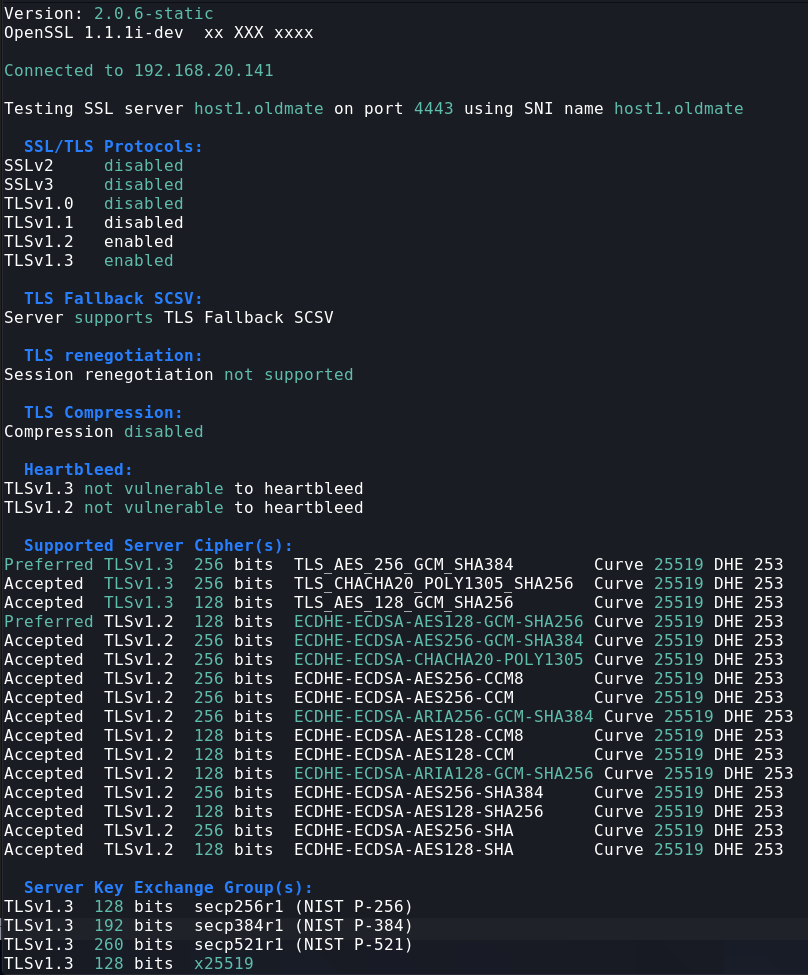 Version: 2.0.6-static
OpenSSL 1.1.1i-dev  xx XXX xxxx
Connected to 192.168.20.141
Testing SSL server host1.oldmate on port 4443 using SNI name host1.oldmate
  SSL/TLS Protocols:
SSLv2     disabled
SSLv3     disabled
TLSv1.0   disabled
TLSv1.1   disabled
TLSv1.2   enabled
TLSv1.3   enabled
  TLS Fallback SCSV:
Server supports TLS Fallback SCSV
  TLS renegotiation:
Session renegotiation not supported
  TLS Compression:
Compression disabled
  Heartbleed:
TLSv1.3 not vulnerable to heartbleed
TLSv1.2 not vulnerable to heartbleed
  Supported Server Cipher(s):
Preferred TLSv1.3  256 bits  TLS_AES_256_GCM_SHA384        Curve 25519 DHE 253
Accepted  TLSv1.3  256 bits  TLS_CHACHA20_POLY1305_SHA256  Curve 25519 DHE 253
Accepted  TLSv1.3  128 bits  TLS_AES_128_GCM_SHA256        Curve 25519 DHE 253
Preferred TLSv1.2  128 bits  ECDHE-ECDSA-AES128-GCM-SHA256 Curve 25519 DHE 253
Accepted  TLSv1.2  256 bits  ECDHE-ECDSA-AES256-GCM-SHA384 Curve 25519 DHE 253
Accepted  TLSv1.2  256 bits  ECDHE-ECDSA-CHACHA20-POLY1305 Curve 25519 DHE 253
Accepted  TLSv1.2  256 bits  ECDHE-ECDSA-AES256-CCM8       Curve 25519 DHE 253
Accepted  TLSv1.2  256 bits  ECDHE-ECDSA-AES256-CCM        Curve 25519 DHE 253
Accepted  TLSv1.2  256 bits  ECDHE-ECDSA-ARIA256-GCM-SHA384 Curve 25519 DHE 253
Accepted  TLSv1.2  128 bits  ECDHE-ECDSA-AES128-CCM8       Curve 25519 DHE 253
Accepted  TLSv1.2  128 bits  ECDHE-ECDSA-AES128-CCM        Curve 25519 DHE 253
Accepted  TLSv1.2  128 bits  ECDHE-ECDSA-ARIA128-GCM-SHA256 Curve 25519 DHE 253
Accepted  TLSv1.2  256 bits  ECDHE-ECDSA-AES256-SHA384     Curve 25519 DHE 253
Accepted  TLSv1.2  128 bits  ECDHE-ECDSA-AES128-SHA256     Curve 25519 DHE 253
Accepted  TLSv1.2  256 bits  ECDHE-ECDSA-AES256-SHA        Curve 25519 DHE 253
Accepted  TLSv1.2  128 bits  ECDHE-ECDSA-AES128-SHA        Curve 25519 DHE 253
  Server Key Exchange Group(s):
TLSv1.3  128 bits  secp256r1 (NIST P-256)
TLSv1.3  192 bits  secp384r1 (NIST P-384)
TLSv1.3  260 bits  secp521r1 (NIST P-521)
TLSv1.3  128 bits  x25519